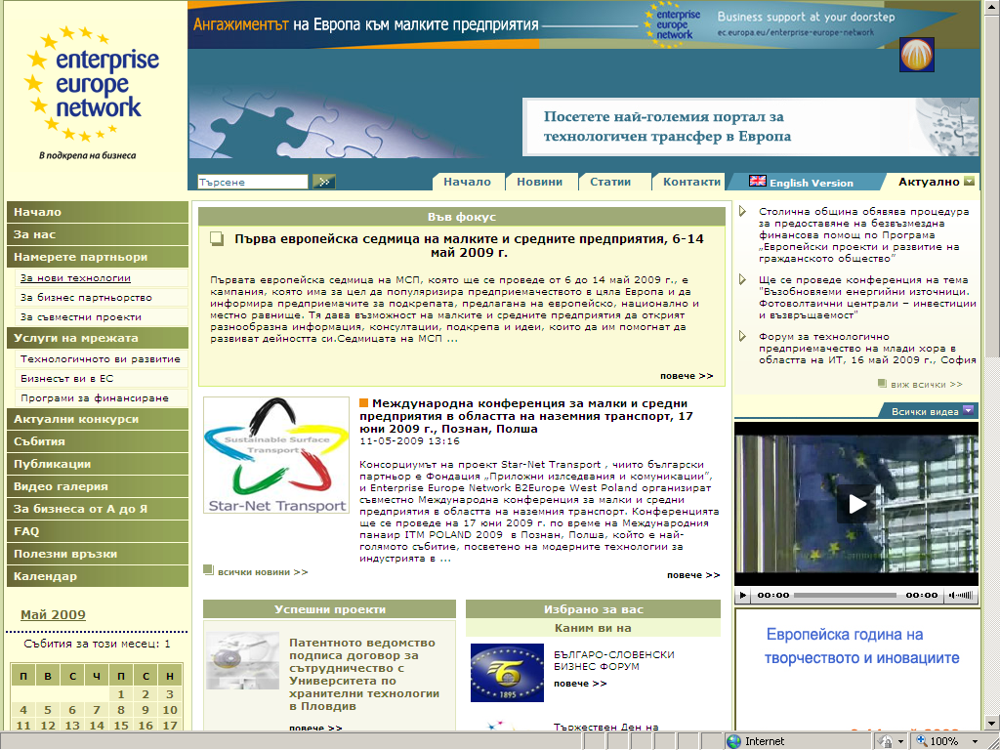 enterprise
europe
network
В подкрепа на бизнеса
Ангажиментът на Европа към малките предприятия
enterprise
europe
network
Business support at your doorstep
ec.europa.eu/enterprise-europe-network
Посетете най-големия портал за
технологичен трансфер в Европа
Търсене
>>
Начало
Новини
Статии
Контакти
English Version
Актуално
Начало
За нас
Намерете партньори
За нови технологии
За бизнес партньорство
За съвместни проекти
Услуги на мрежата
Технологичното ви развитие
Бизнесът ви в ЕС
Програми за финансиране
Актуални конкурси
Събития
Публикации
Видео галерия
За бизнеса от А до Я
FAQ
Полезни връзки
Календар
Май 2009
Събития за този месец: 1
П В С Ч П С Н
1 2 3
4 5 6 7 8 9 10
11 12 13 14 15 16 17
Във фокус
Първа европейска седмица на малките и средните предприятия, 6-14
май 2009 г.
Първата европейска седмица на МСП, която ще се проведе от 6 до 14 май 2009 г., е
кампания, която има за цел да популяризира предприемачеството в цяла Европа и да
информира предприемачите за подкрепата, предлагана на европейско, национално и
местно равнище. Тя дава възможност на малките и средните предприятия да открият
разнообразна информация, консултации, подкрепа и идеи, които да им помогнат да
развиват дейността си.Седмицата на МСП ...
повече >>
Sustainable Surface
Transport
Star-Net Transport
Международна конференция за малки и средни
предприятия в областта на наземния транспорт, 17
юни 2009 г., Познан, Полша
11-05-2009 13:16
Консорциумът на проект Star-Net Transport , чиито български
партньор е Фондация „Приложни изледвания и комуникации",
и Enterprise Europe Network B2Europe West Poland организират
съвместно Международна конференция за малки и средни
предприятия в областта на наземния транспорт. Конференцията
ще се проведе на 17 юни 2009 г. по време на Международния
панаир ITM POLAND 2009 в Познан, Полша, който е най-
голямото събитие, посветено на модерните технологии за
индустрията в ...
всички новини >>
повече >>
Успешни проекти
Патентното ведомство
подписа договор за
сътрудничество с
Университета по
хранителни технологии
в Пловдив
повече >>
Избрано за вас
Каним ви на
1895
БЪЛГАРО-СЛОВЕНСКИ
БИЗНЕС ФОРУМ
повече >>
Тържествен Ден на
Столична община обявява процедура
за предоставяне на безвъзмездна
финансова помощ по Програма
„Европейски проекти и развитие на
гражданското общество"
Ще се проведе конференция на тема
"Възобновяеми енергийни източници.
Фотоволтаични централи – инвестиции
и възвръщаемост"
Форум за технологично
предприемачество на млади хора в
областта на ИТ, 16 май 2009 г., София
виж всички >>
Всички видеа
00:00
00:00
Европейска година на
творчеството и иновациите
Internet
100%